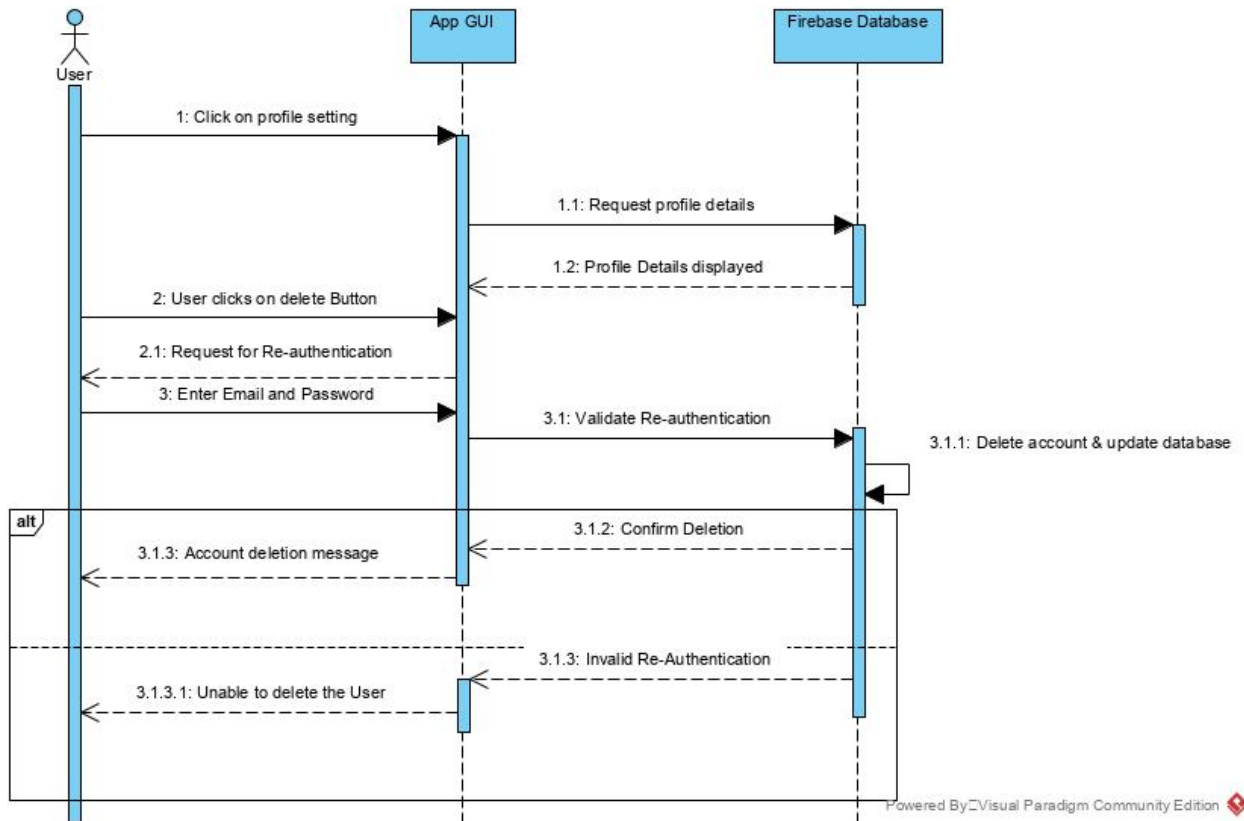 App GUI
Firebase Database
User
1: Click on profile setting
1.1: Request profile details
1.2: Profile Details displayed
2: User clicks on delete Button
2.1: Request for Re-authentication
3: Enter Email and Password
3.1: Validate Re-authentication
3.1.1: Delete account & update database
alt
3.1.2: Confirm Deletion
3.1.3: Account deletion message
3.1.3: Invalid Re-Authentication
3.1.3.1: Unable to delete the User
Powered By□Visual Paradigm Community Edition